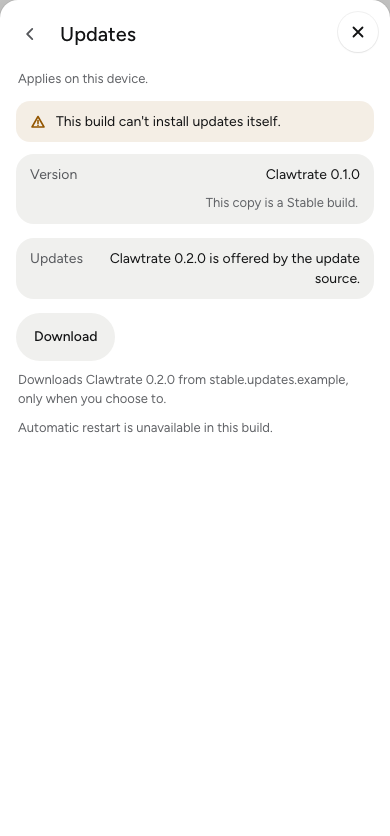 Updates
Applies on this device.
This build can't install updates itself.
Version
Clawtrate 0.1.0
This copy is a Stable build.
Updates
Clawtrate 0.2.0 is offered by the update
source.
Download
Downloads Clawtrate 0.2.0 from stable.updates.example,
only when you choose to.
Automatic restart is unavailable in this build.